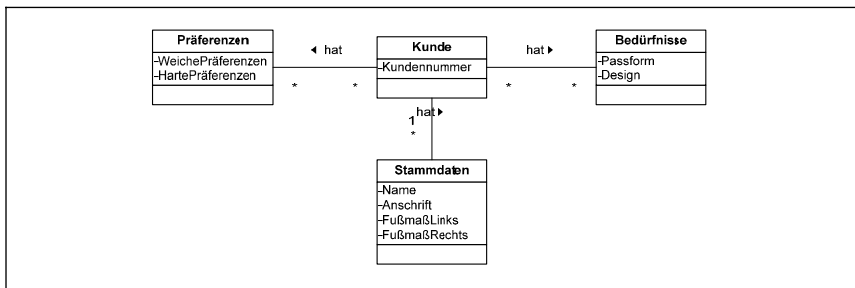 Präferenzen
-WeichePräferenzen
-HartePräferenzen
◄ hat
* *
Kunde
-Kundennummer
hat ►
* *
Bedürfnisse
-Passform
-Design
hat ►
1
*
Stammdaten
-Name
-Anschrift
-FußmaßLinks
-FußmaßRechts